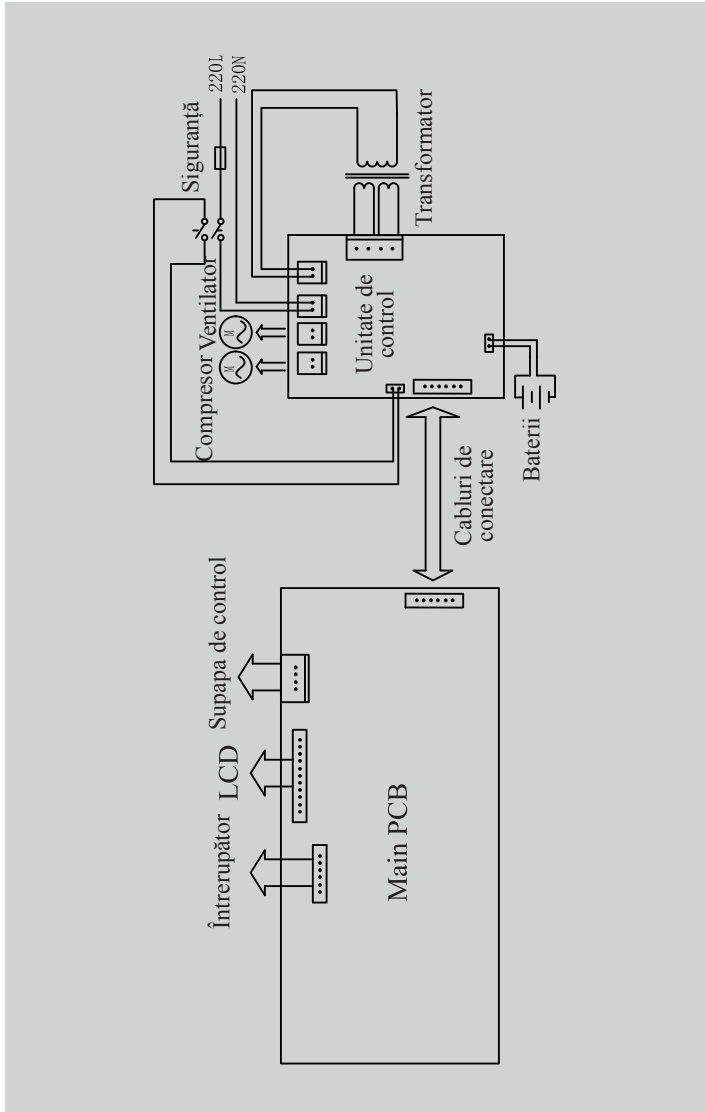 220L
220N
Siguranță
Transformator
Compresor
Ventilator
M
M
Unitate de
control
Baterii
Cabluri de
conectare
Supapa de control
LCD
Întrerupător
Main PCB